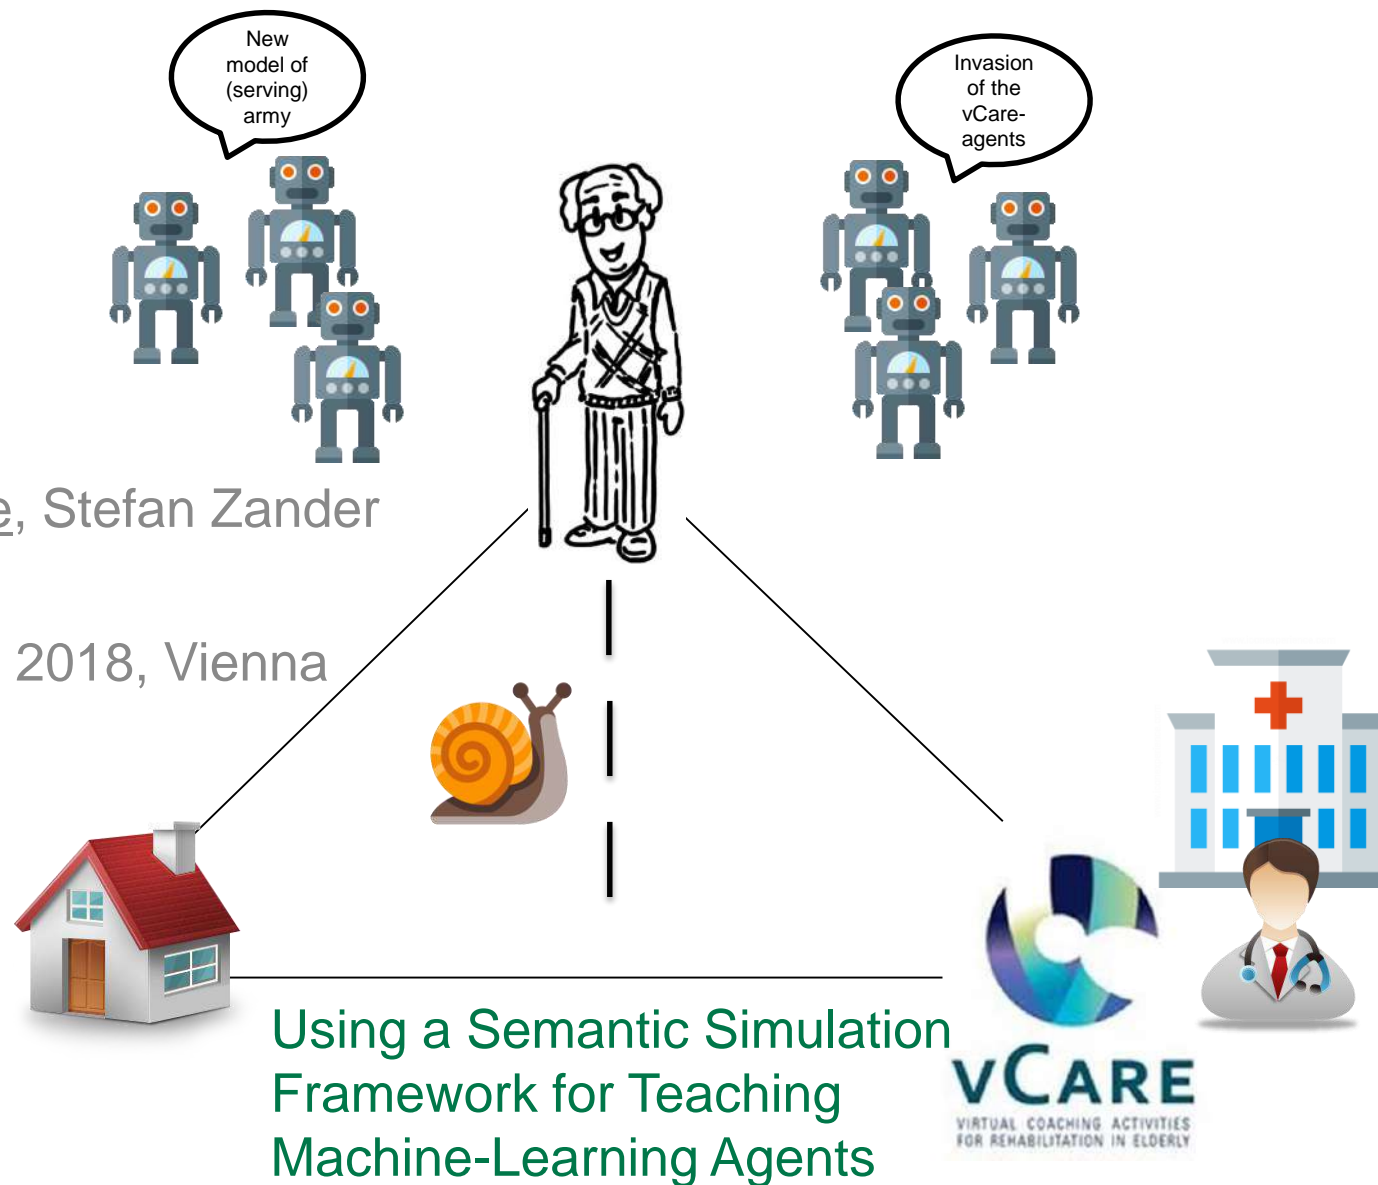 New
model of
(serving)
army
Invasion
of the
vCare-
agents
e, Stefan Zander
2018, Vienna
Using a Semantic Simulation
Framework for Teaching
Machine-Learning Agents
vCARE
VIRTUAL COACHING ACTIVITIES
FOR REHABILITATION IN ELDERLY